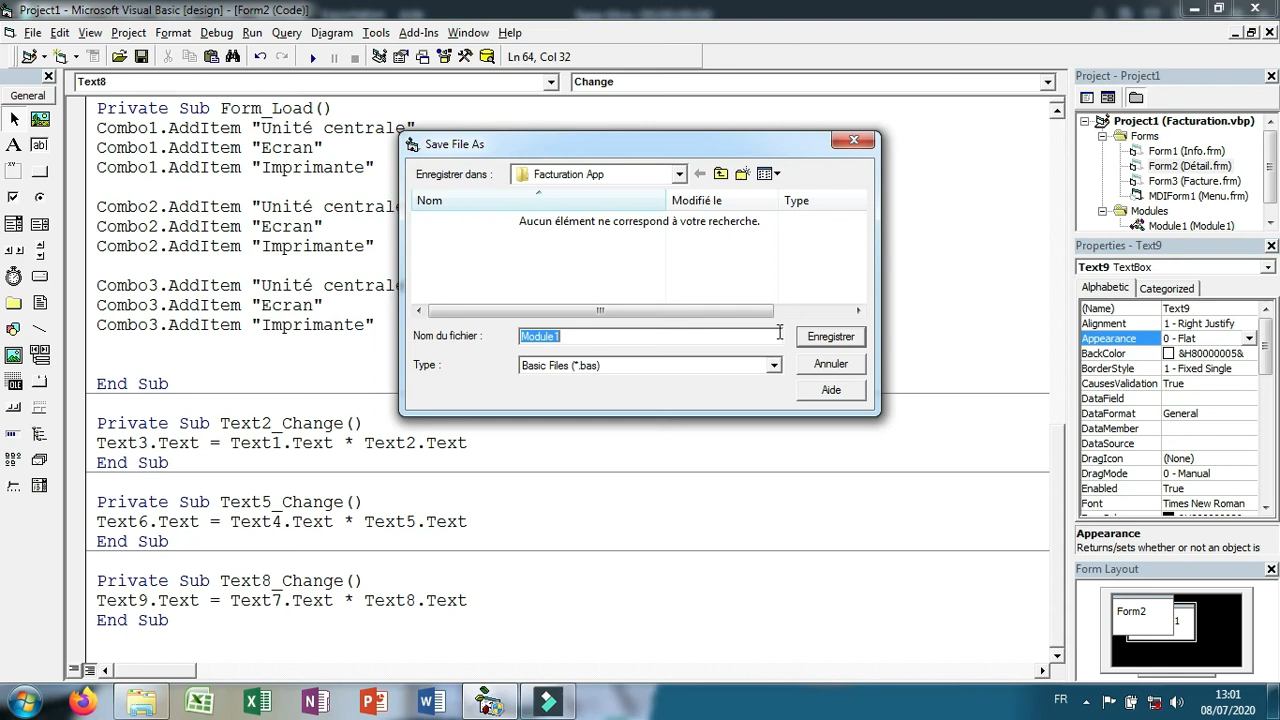 Project1 - Microsoft Visual Basic [design] - [Form2 (Code)]
File Edit View Project Format Debug Run Query Diagram Tools Add-Ins Window Help
Ln 64, Col 32
General
Text8
Change
Private Sub Form_Load()
Combo1.AddItem "Unité centrale"
Combo1.AddItem "Ecran"
Combo1.AddItem "Imprimante"
Combo2.AddItem "Unité centrale
Combo2.AddItem "Ecran"
Combo2.AddItem "Imprimante"
Combo3.AddItem "Unité centrale
Combo3.AddItem "Ecran"
Combo3.AddItem "Imprimante"
End Sub
Private Sub Text2_Change()
Text3.Text = Text1.Text * Text2.Text
End Sub
Private Sub Text5_Change()
Text6.Text = Text4.Text * Text5.Text
End Sub
Private Sub Text8_Change()
Text9.Text = Text7.Text * Text8.Text
End Sub
Save File As
Enregistrer dans :
Facturation App
Nom
Modifié le
Type
Aucun élément ne correspond à votre recherche.
Nom du fichier :
Module1
Enregistrer
Type :
Basic Files (*.bas)
Annuler
Aide
Project - Project1
Project1 (Facturation.vbp)
Forms
Form1 (Info.frm)
Form2 (Détail.frm)
Form3 (Facture.frm)
MDIForm1 (Menu.frm)
Modules
Module1 (Module1)
Properties - Text9
Text9 TextBox
Alphabetic Categorized
(Name) Text9
Alignment 1 - Right Justify
Appearance 0 - Flat
BackColor &H80000005&
BorderStyle 1 - Fixed Single
CausesValidation True
DataField
DataFormat General
DataMember
DataSource
DragIcon (None)
DragMode 0 - Manual
Enabled True
Font Times New Roman
Appearance
Returns/sets whether or not an object is
Form Layout
Form2
1
FR
13:01
08/07/2020